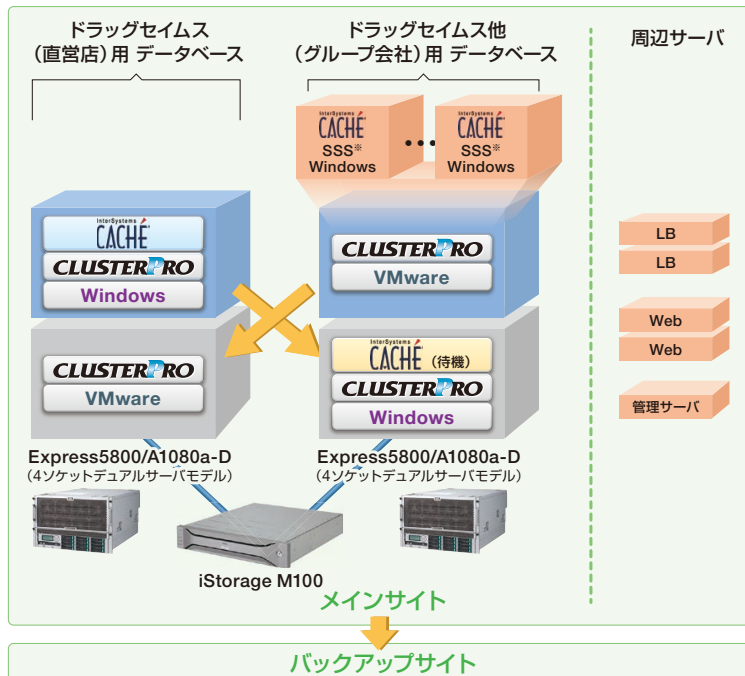 ドラッグセイムス
(直営店)用 データベース
ドラッグセイムス他
(グループ会社)用 データベース
周辺サーバ
InterSystems
CACHÉ
SSS※
Windows
•••
InterSystems
CACHÉ
SSS※
Windows
InterSystems
CACHÉ
CLUSTERPRO
Windows
CLUSTERPRO
VMware
CLUSTERPRO
VMware
InterSystems
CACHÉ (待機)
CLUSTERPRO
Windows
LB
LB
Web
Web
管理サーバ
Express5800/A1080a-D
(4ソケットデュアルサーバモデル)
Express5800/A1080a-D
(4ソケットデュアルサーバモデル)
iStorage M100
メインサイト
バックアップサイト